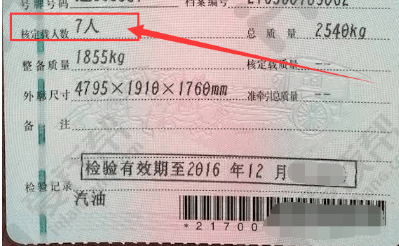 号牌号码 档案编号
核定载人数 7人 总质量 2540kg
整备质量 1855kg 核定载质量 --
外廓尺寸 4795×1910×1760mm 准牵引总质量 --
备注
检验有效期至2016年12月
检验记录 汽油
*21700